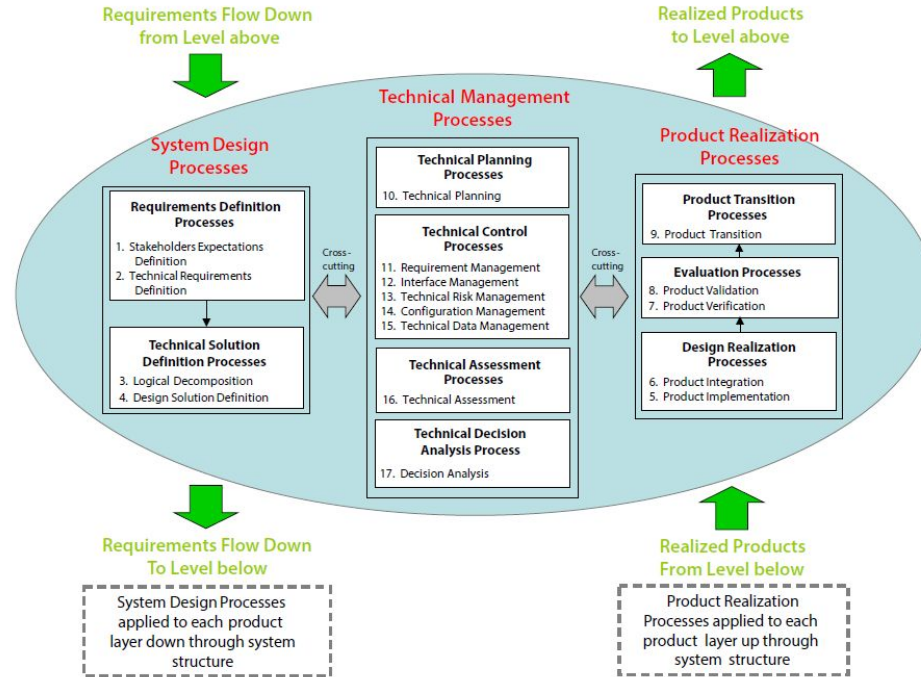 Requirements Flow Down
from Level above
Realized Products
to Level above
Technical Management
Processes
System Design
Processes
Product Realization
Processes
Requirements Definition
Processes
1. Stakeholders Expectations
Definition
2. Technical Requirements
Definition
Technical Solution
Definition Processes
3. Logical Decomposition
4. Design Solution Definition
Cross-
cutting
Technical Planning
Processes
10. Technical Planning
Technical Control
Processes
11. Requirement Management
12. Interface Management
13. Technical Risk Management
14. Configuration Management
15. Technical Data Management
Technical Assessment
Processes
16. Technical Assessment
Technical Decision
Analysis Process
17. Decision Analysis
Cross-
cutting
Product Transition
Processes
9. Product Transition
Evaluation Processes
8. Product Validation
7. Product Verification
Design Realization
Processes
6. Product Integration
5. Product Implementation
Requirements Flow Down
To Level below
System Design Processes
applied to each product
layer down through system
structure
Realized Products
From Level below
Product Realization
Processes applied to each
product layer up through
system structure